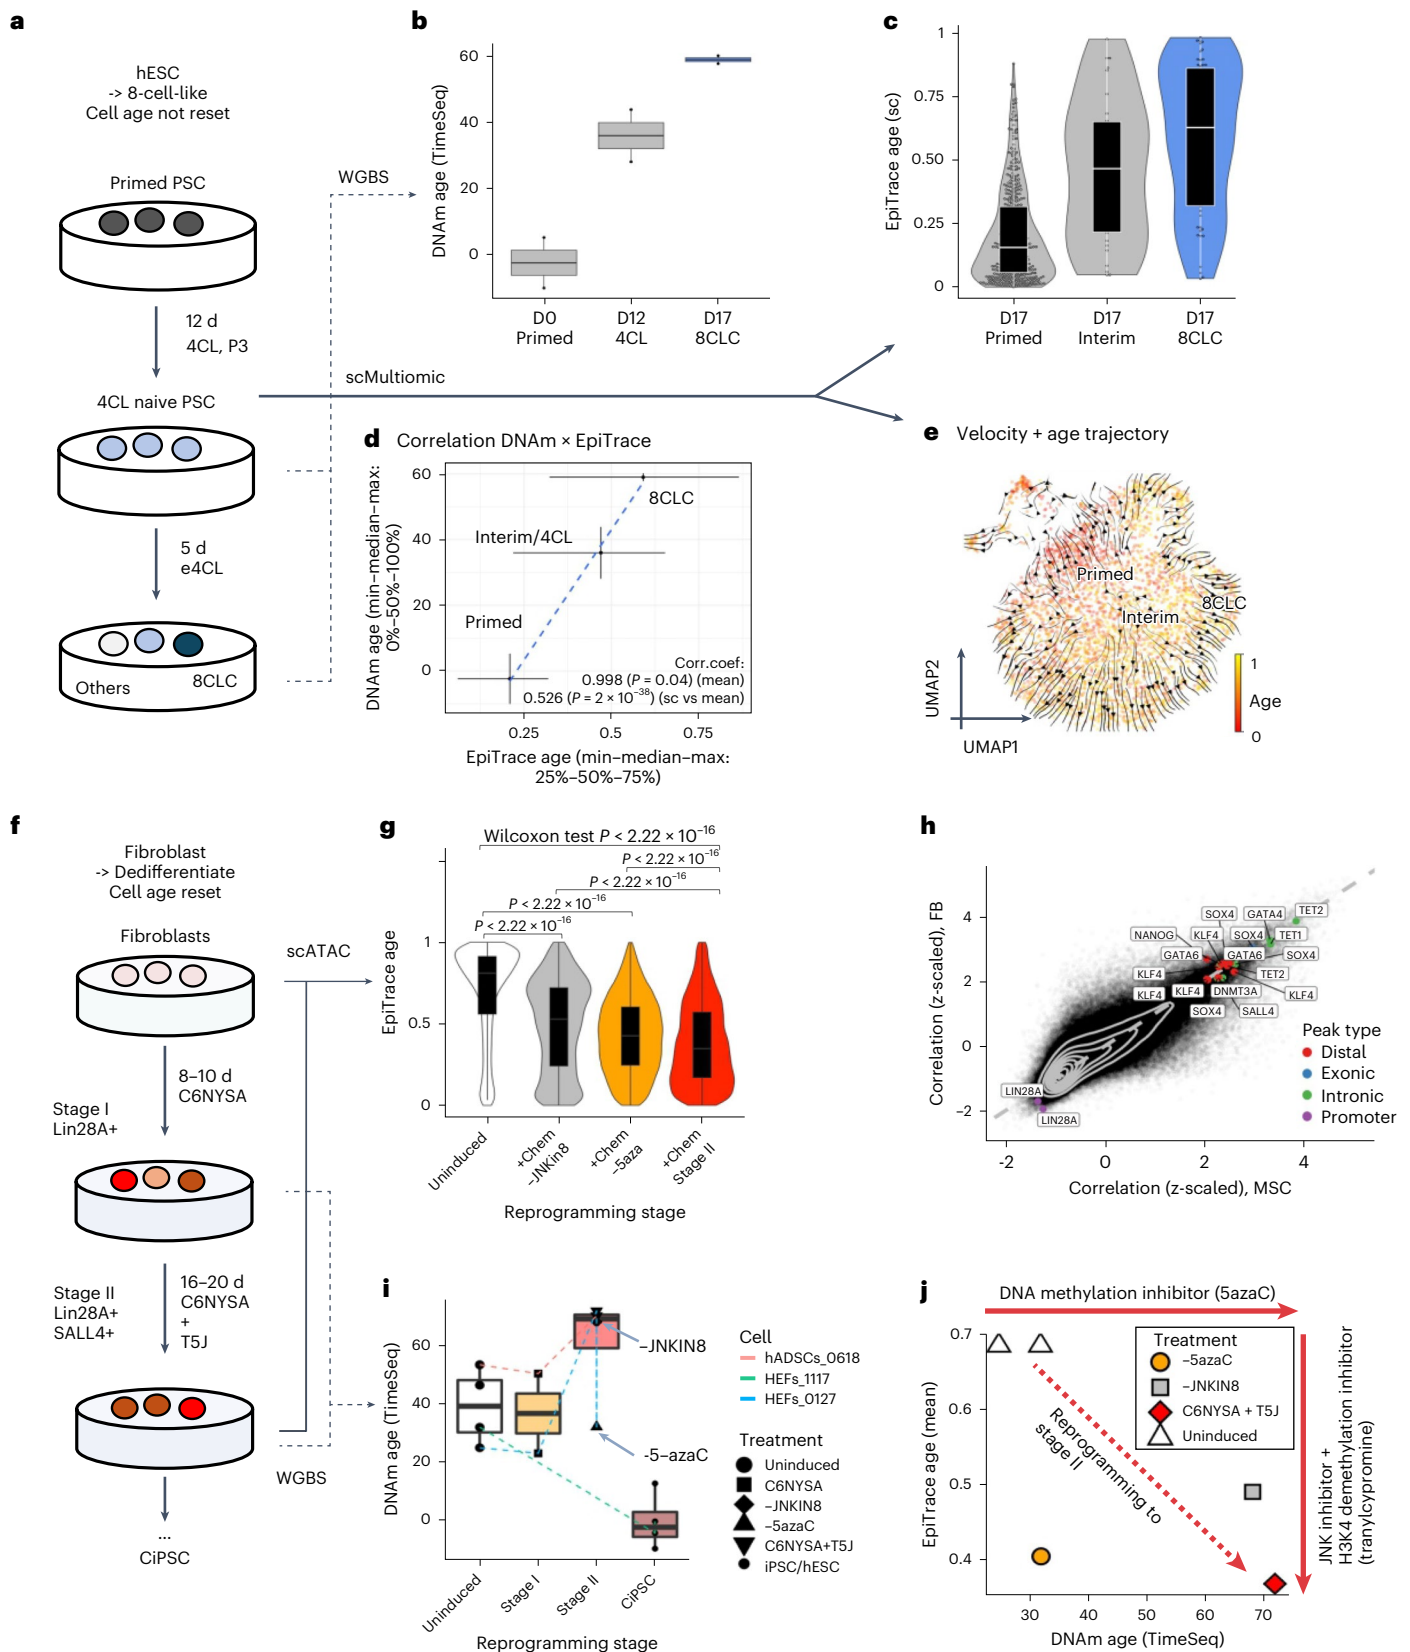 a
hESC
-> 8-cell-like
Cell age not reset
Primed PSC
12 d
4CL, P3
4CL naive PSC
5 d
e4CL
Others
8CLC
WGBS
scMultiomic
b
DNAm age (TimeSeq)
60
40
20
0
D0
Primed
D12
4CL
D17
8CLC
c
EpiTrace age (sc)
1
0.75
0.50
0.25
0
D17
Primed
D17
Interim
D17
8CLC
d Correlation DNAm × EpiTrace
DNAm age (min–median–max:
0%–50%–100%)
60
40
20
0
8CLC
Interim/4CL
Primed
Corr.coef:
0.998 (P = 0.04) (mean)
0.526 (P = 2 × 10⁻³⁸) (sc vs mean)
0.25
0.5
0.75
EpiTrace age (min–median–max:
25%–50%–75%)
e Velocity + age trajectory
Primed
Interim
8CLC
UMAP2
UMAP1
1
Age
0
f
Fibroblast
-> Dedifferentiate
Cell age reset
Fibroblasts
scATAC
8–10 d
C6NYSA
Stage I
Lin28A+
Stage II
Lin28A+
SALL4+
16–20 d
C6NYSA
+
T5J
WGBS
...
CiPSC
g
Wilcoxon test P < 2.22 × 10⁻¹⁶
P < 2.22 × 10⁻¹⁶
P < 2.22 × 10⁻¹⁶
P < 2.22 × 10⁻¹⁶
P < 2.22 × 10⁻¹⁶
EpiTrace age
1
0.5
0
Uninduced
+Chem
–JNKin8
+Chem
–5aza
+Chem
Stage II
Reprogramming stage
h
Correlation (z-scaled), FB
4
2
0
−2
SOX4
GATA4
TET2
NANOG
KLF4
SOX4
TET1
GATA6
GATA6
SOX4
KLF4
TET2
KLF4
KLF4
DNMT3A
KLF4
SOX4
SALL4
LIN28A
LIN28A
Peak type
Distal
Exonic
Intronic
Promoter
-2
0
2
4
Correlation (z-scaled), MSC
i
DNAm age (TimeSeq)
60
40
20
0
–JNKIN8
-5-azaC
Uninduced
Stage I
Stage II
CiPSC
Reprogramming stage
Cell
hADSCs_0618
HEFs_1117
HEFs_0127
Treatment
Uninduced
C6NYSA
–JNKIN8
–5azaC
C6NYSA+T5J
iPSC/hESC
j
DNA methylation inhibitor (5azaC)
EpiTrace age (mean)
0.7
0.6
0.5
0.4
Treatment
–5azaC
–JNKIN8
C6NYSA + T5J
Uninduced
Reprogramming to
stage II
JNK inhibitor +
H3K4 demethylation inhibitor
(tranylcypromine)
30
40
50
60
70
DNAm age (TimeSeq)